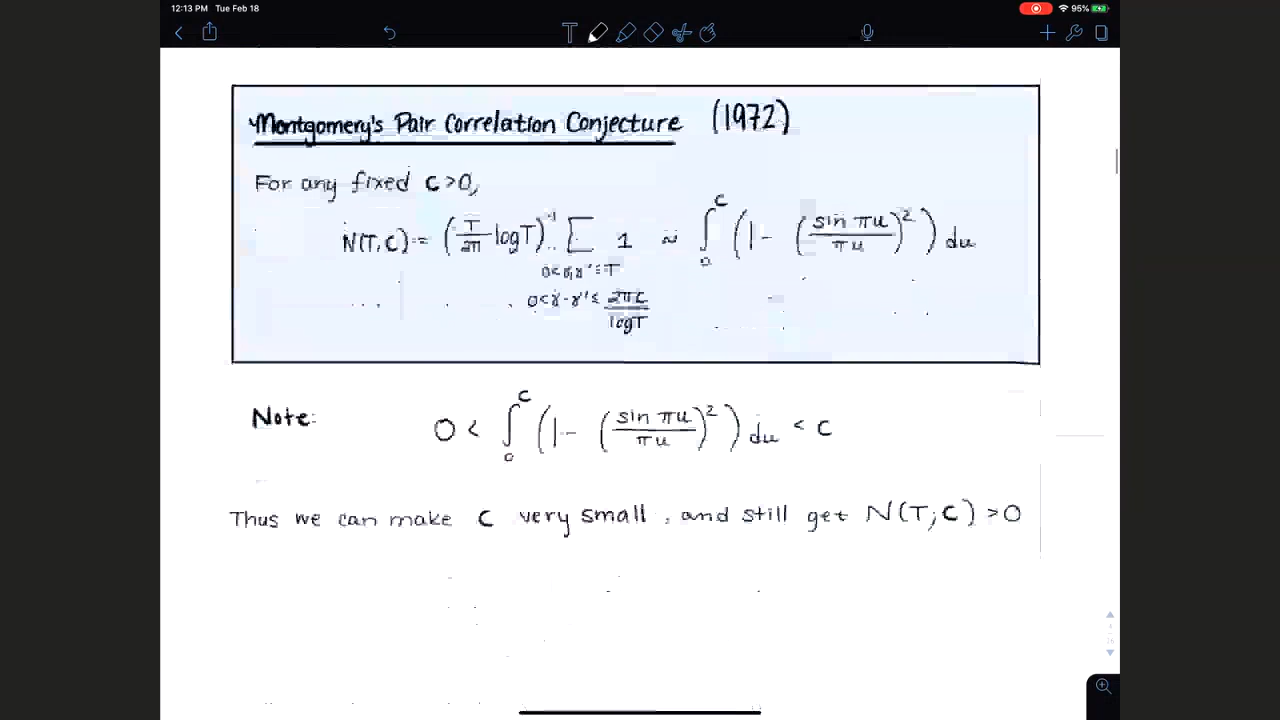 12:13 PM Tue Feb 18
95%
Montgomery's Pair Correlation Conjecture (1972)
For any fixed C>0,
N(T,C) := (T/2π log T)^-1 Σ 1 ~ ∫_0^C (1 - (sin πu / πu)^2) du
0<γ,γ'≤T
0<γ-γ'≤ 2πC / log T
Note: 0 < ∫_0^C (1 - (sin πu / πu)^2) du < C
Thus we can make C very small, and still get N(T,C) >0